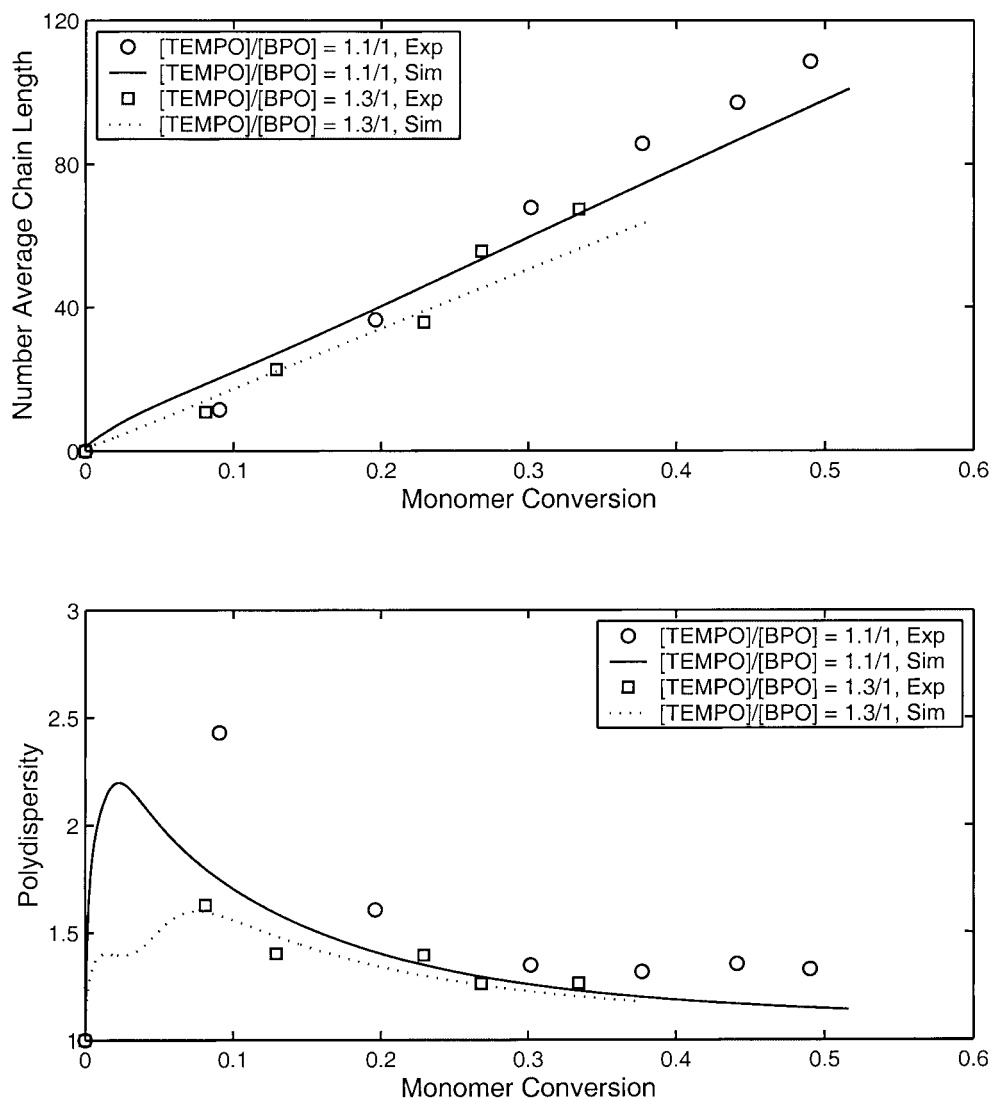 120
80
40
0
Number Average Chain Length
[TEMPO]/[BPO] = 1.1/1, Exp
[TEMPO]/[BPO] = 1.1/1, Sim
[TEMPO]/[BPO] = 1.3/1, Exp
[TEMPO]/[BPO] = 1.3/1, Sim
0 0.1 0.2 0.3 0.4 0.5 0.6
Monomer Conversion
3
2.5
2
1.5
1
Polydispersity
[TEMPO]/[BPO] = 1.1/1, Exp
[TEMPO]/[BPO] = 1.1/1, Sim
[TEMPO]/[BPO] = 1.3/1, Exp
[TEMPO]/[BPO] = 1.3/1, Sim
0 0.1 0.2 0.3 0.4 0.5 0.6
Monomer Conversion